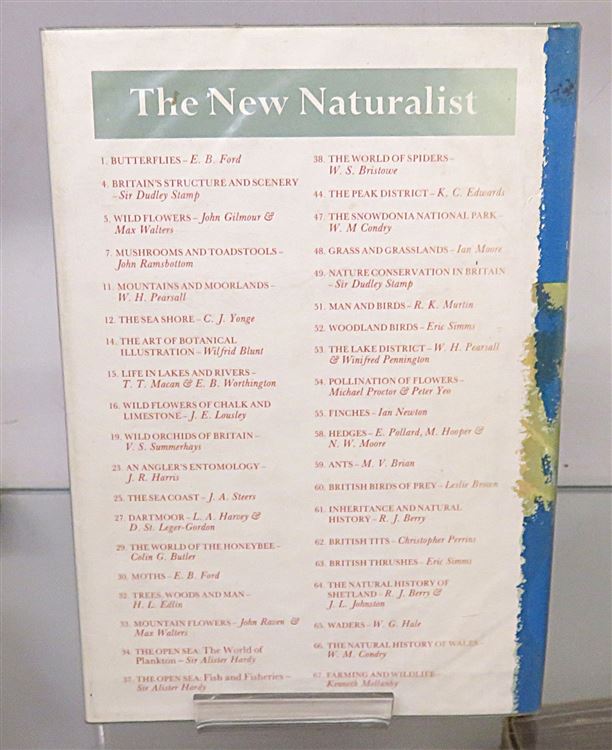 The New Naturalist
1. BUTTERFLIES – E. B. Ford
4. BRITAIN'S STRUCTURE AND SCENERY
– Sir Dudley Stamp
5. WILD FLOWERS – John Gilmour &
Max Walters
7. MUSHROOMS AND TOADSTOOLS –
John Ramsbottom
11. MOUNTAINS AND MOORLANDS –
W. H. Pearsall
12. THE SEA SHORE – C. J. Yonge
14. THE ART OF BOTANICAL
ILLUSTRATION – Wilfrid Blunt
15. LIFE IN LAKES AND RIVERS –
T. T. Macan & E. B. Worthington
16. WILD FLOWERS OF CHALK AND
LIMESTONE – J. E. Lousley
19. WILD ORCHIDS OF BRITAIN –
V. S. Summerhays
23. AN ANGLER'S ENTOMOLOGY –
J. R. Harris
25. THE SEA COAST – J. A. Steers
27. DARTMOOR – L. A. Harvey &
D. St. Leger-Gordon
29. THE WORLD OF THE HONEYBEE –
Colin G. Butler
30. MOTHS – E. B. Ford
32. TREES, WOODS AND MAN –
H. L. Edlin
33. MOUNTAIN FLOWERS – John Raven &
Max Walters
34. THE OPEN SEA: The World of
Plankton – Sir Alister Hardy
37. THE OPEN SEA: Fish and Fisheries –
Sir Alister Hardy
38. THE WORLD OF SPIDERS –
W. S. Bristowe
44. THE PEAK DISTRICT – K. C. Edwards
47. THE SNOWDONIA NATIONAL PARK –
W. M Condry
48. GRASS AND GRASSLANDS – Ian Moore
49. NATURE CONSERVATION IN BRITAIN
– Sir Dudley Stamp
51. MAN AND BIRDS – R. K. Murton
52. WOODLAND BIRDS – Eric Simms
53. THE LAKE DISTRICT – W. H. Pearsall
& Winifred Pennington
54. POLLINATION OF FLOWERS –
Michael Proctor & Peter Yeo
55. FINCHES – Ian Newton
58. HEDGES – E. Pollard, M. Hooper &
N. W. Moore
59. ANTS – M. V. Brian
60. BRITISH BIRDS OF PREY – Leslie Brown
61. INHERITANCE AND NATURAL
HISTORY – R. J. Berry
62. BRITISH TITS – Christopher Perrins
63. BRITISH THRUSHES – Eric Simms
64. THE NATURAL HISTORY OF
SHETLAND – R. J. Berry &
J. L. Johnston
65. WADERS – W. G. Hale
66. THE NATURAL HISTORY OF WALES –
W. M. Condry
67. FARMING AND WILDLIFE –
Kenneth Mellanby